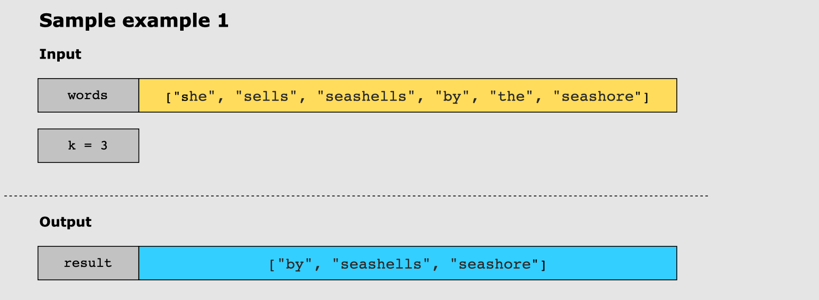 Sample example 1
Input
words ["she", "sells", "seashells", "by", "the", "seashore"]
k = 3
Output
result ["by", "seashells", "seashore"]